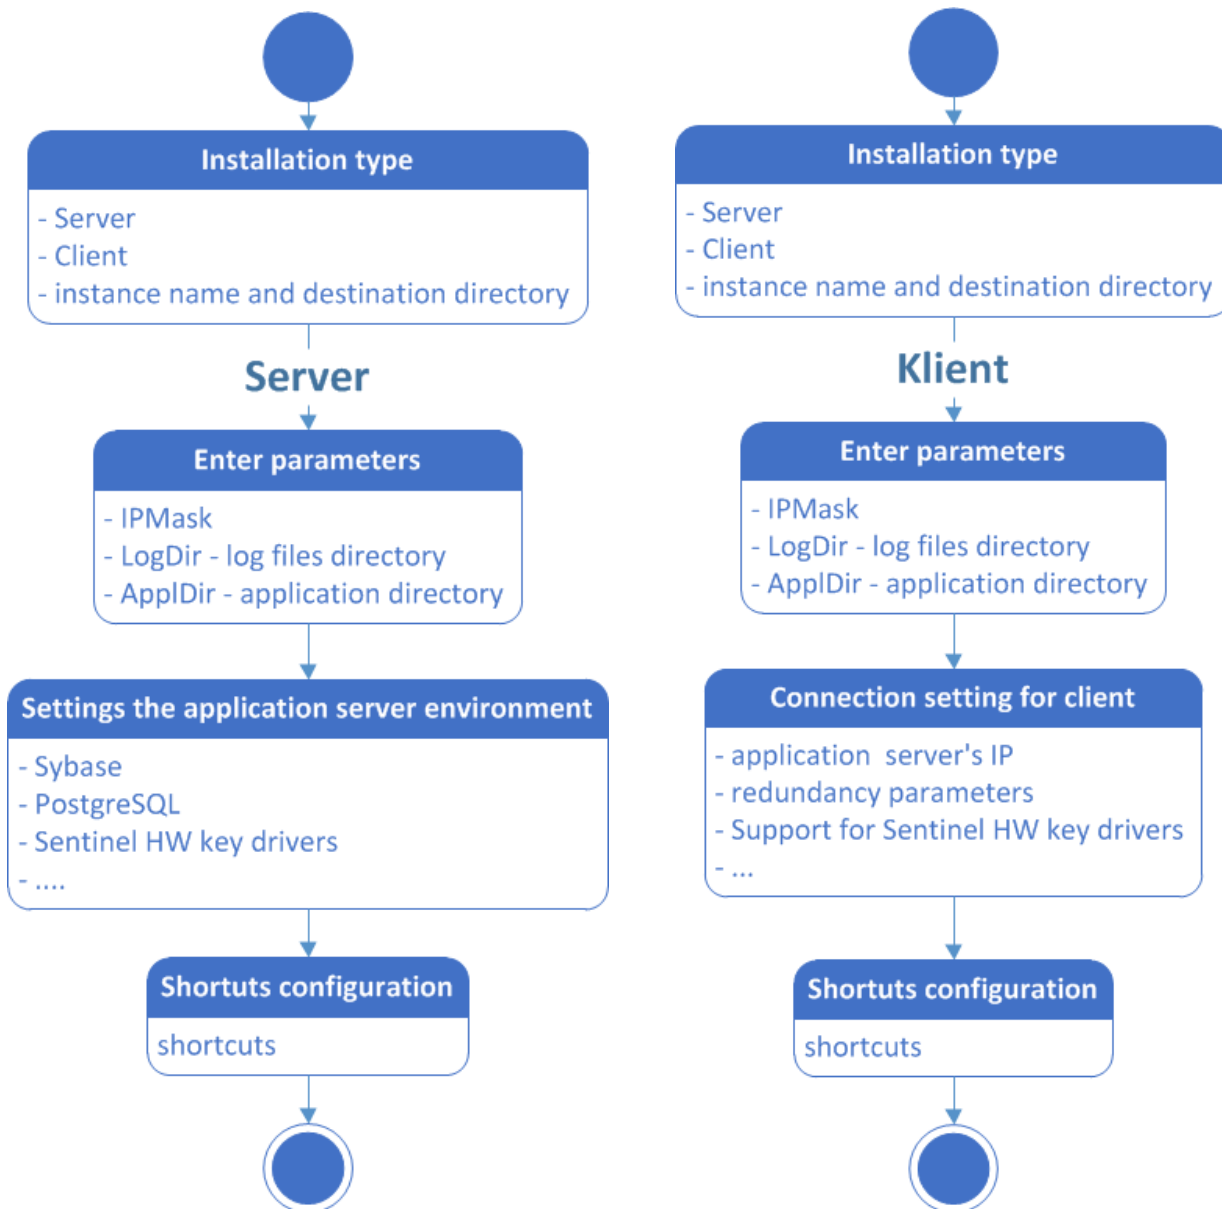 Installation type
- Server
- Client
- instance name and destination directory
Server
Enter parameters
- IPMask
- LogDir - log files directory
- ApplDir - application directory
Settings the application server environment
- Sybase
- PostgreSQL
- Sentinel HW key drivers
- ....
Shortuts configuration
shortcuts
Installation type
- Server
- Client
- instance name and destination directory
Klient
Enter parameters
- IPMask
- LogDir - log files directory
- ApplDir - application directory
Connection setting for client
- application  server's IP
- redundancy parameters
- Support for Sentinel HW key drivers
- ...
Shortuts configuration
shortcuts